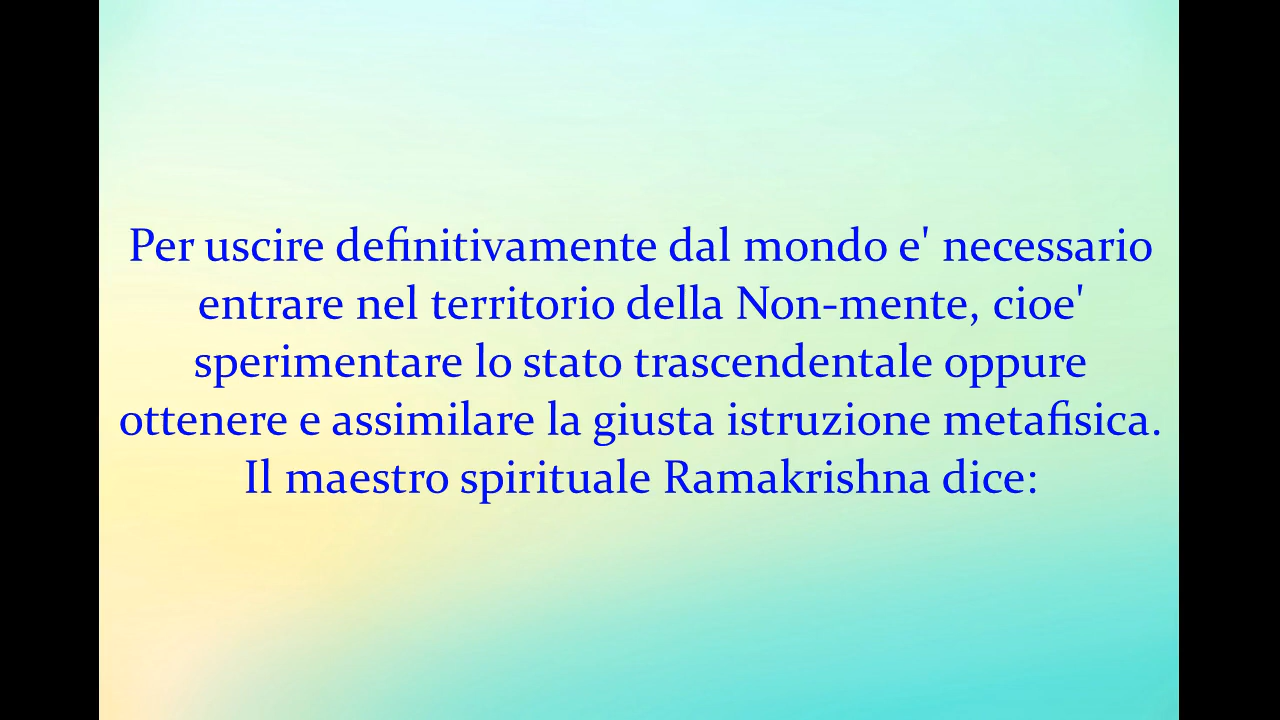 Per uscire definitivamente dal mondo e' necessario
entrare nel territorio della Non-mente, cioe'
sperimentare lo stato trascendentale oppure
ottenere e assimilare la giusta istruzione metafisica.
Il maestro spirituale Ramakrishna dice: